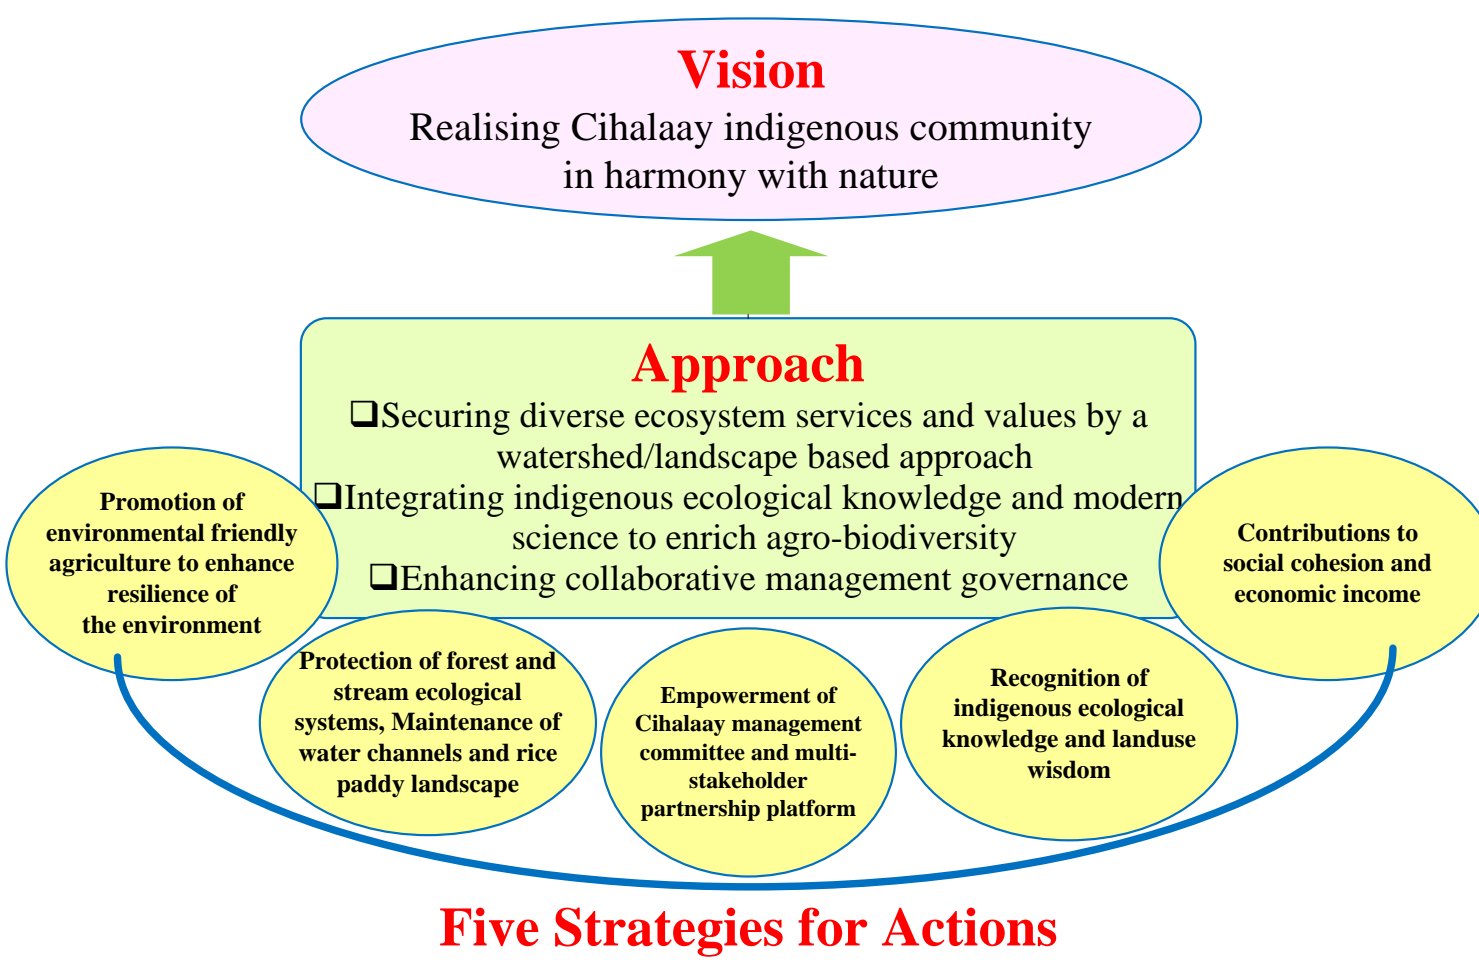 Vision
Realising Cihalaay indigenous community
in harmony with nature
Approach
❑Securing diverse ecosystem services and values by a
watershed/landscape based approach
❑Integrating indigenous ecological knowledge and modern
science to enrich agro-biodiversity
❑Enhancing collaborative management governance
Promotion of
environmental friendly
agriculture to enhance
resilience of
the environment
Protection of forest and
stream ecological
systems, Maintenance of
water channels and rice
paddy landscape
Empowerment of
Cihalaay management
committee and multi-
stakeholder
partnership platform
Recognition of
indigenous ecological
knowledge and landuse
wisdom
Contributions to
social cohesion and
economic income
Five Strategies for Actions